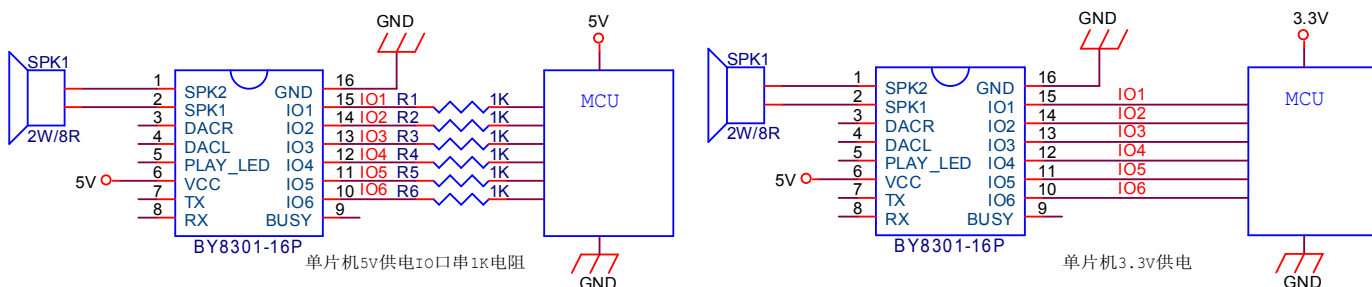 GND
5V
SPK1
2W/8R
1 SPK2 GND 16
2 SPK1 IO1 15 IO1 R1 1K
3 DACR IO2 14 IO2 R2 1K
4 DACL IO3 13 IO3 R3 1K
5 PLAY_LED IO4 12 IO4 R4 1K
5V 6 VCC IO5 11 IO5 R5 1K
7 TX IO6 10 IO6 R6 1K
8 RX BUSY 9
MCU
BY8301-16P
单片机5V供电IO口串1K电阻
GND
GND
3.3V
SPK1
2W/8R
1 SPK2 GND 16
2 SPK1 IO1 15 IO1
3 DACR IO2 14 IO2
4 DACL IO3 13 IO3
5 PLAY_LED IO4 12 IO4
5V 6 VCC IO5 11 IO5
7 TX IO6 10 IO6
8 RX BUSY 9
MCU
BY8301-16P
单片机3.3V供电
GND